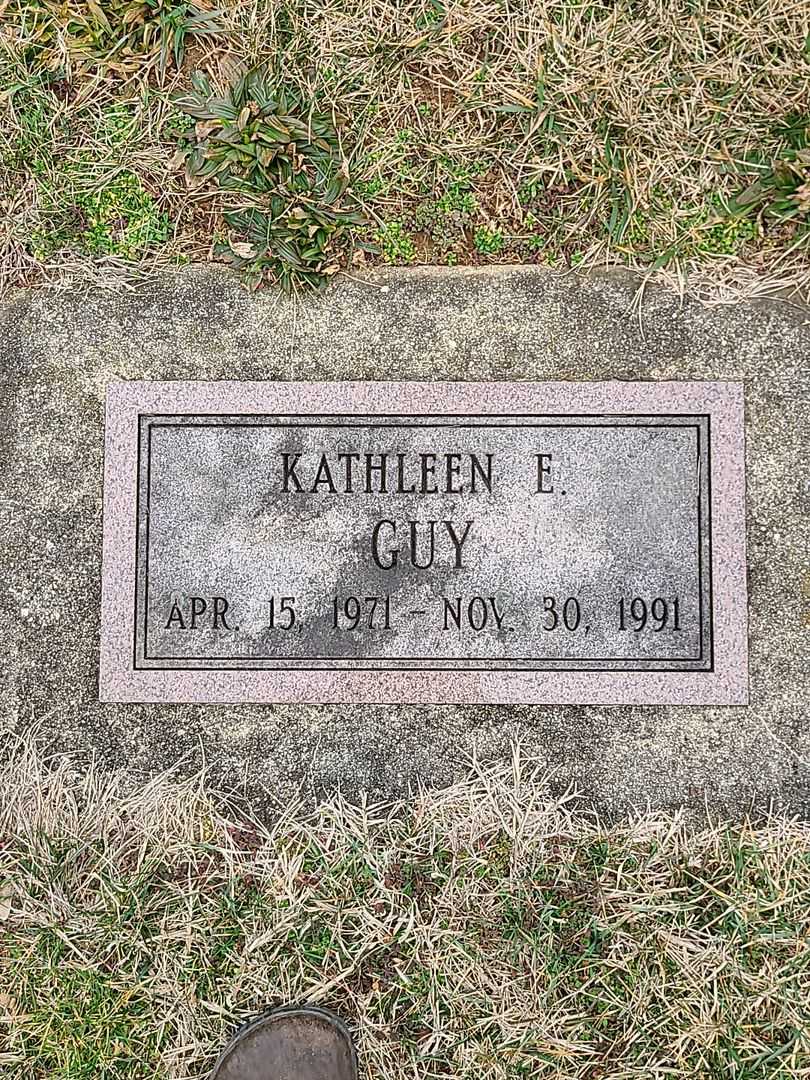 KATHLEEN E.
GUY
APR. 15, 1971 - NOV. 30, 1991